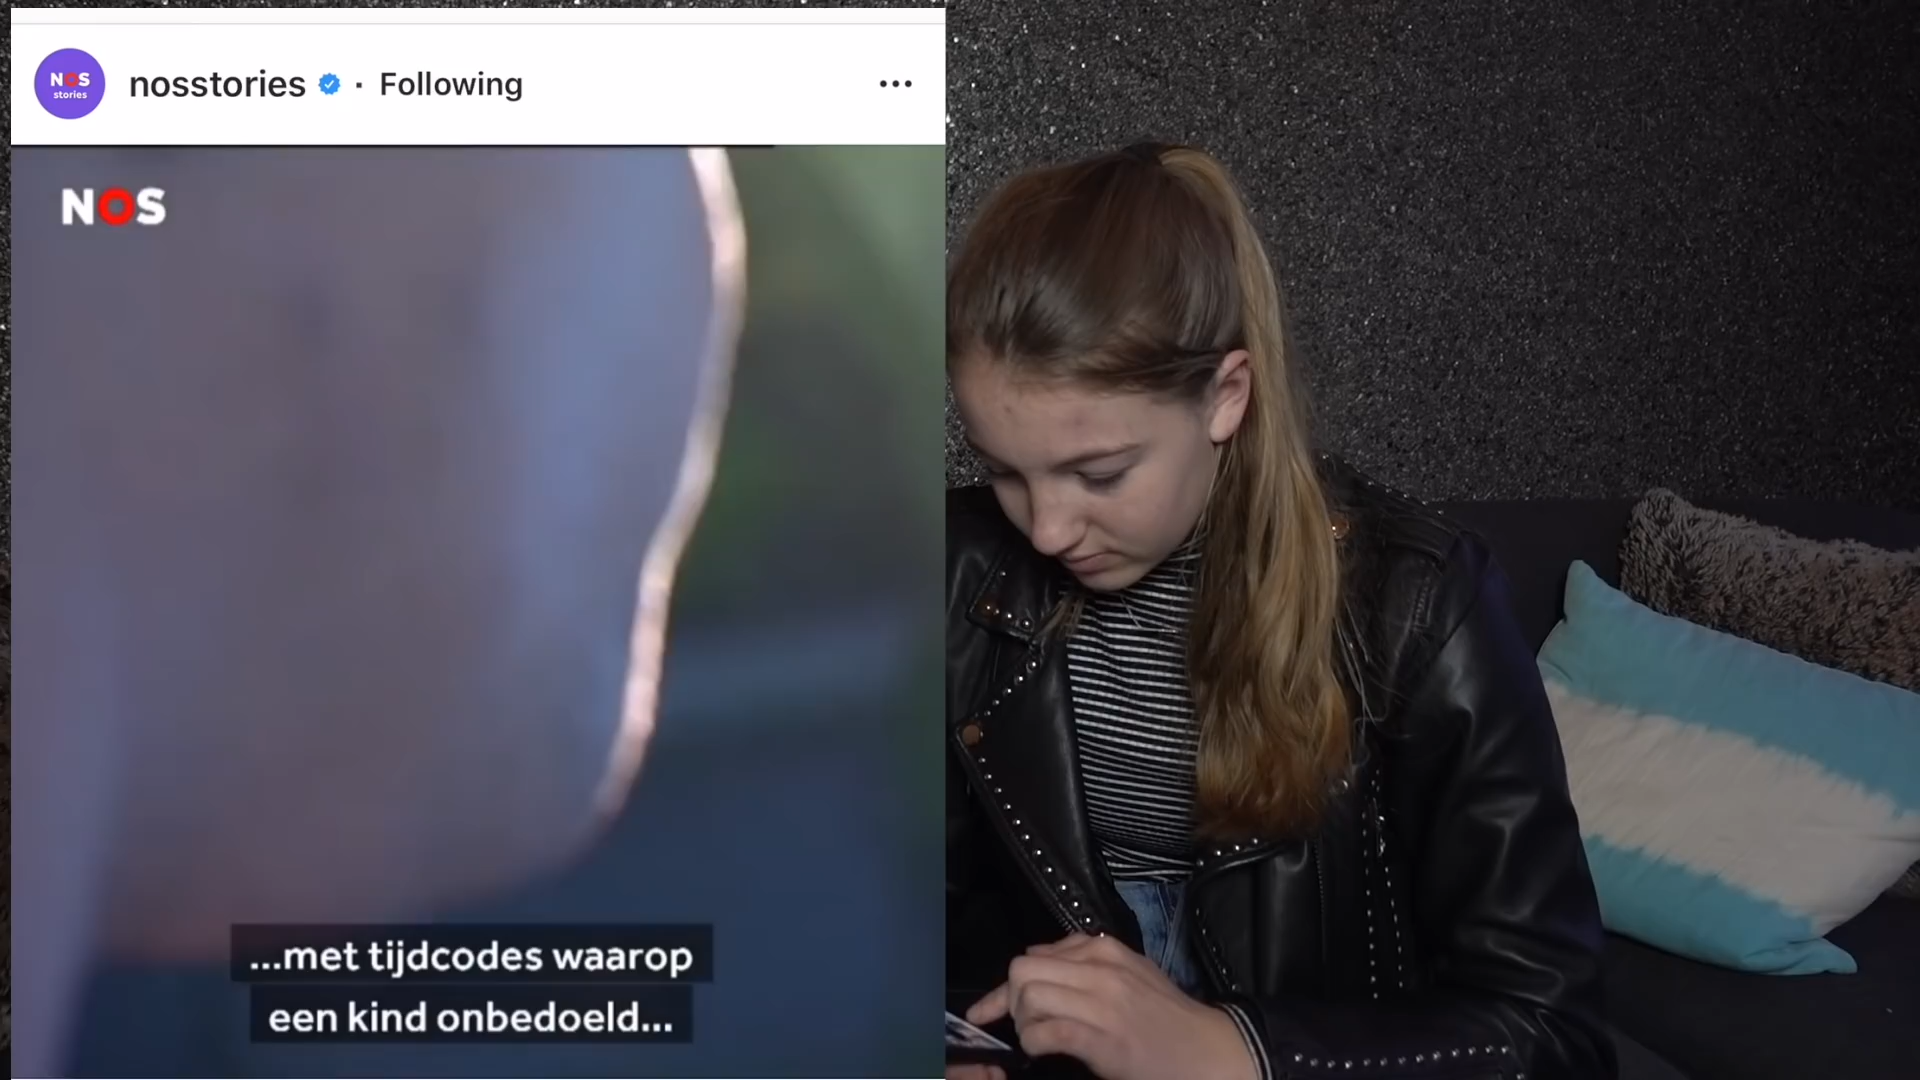 NOS
stories
nosstories · Following
NOS
...met tijdcodes waarop
een kind onbedoeld...